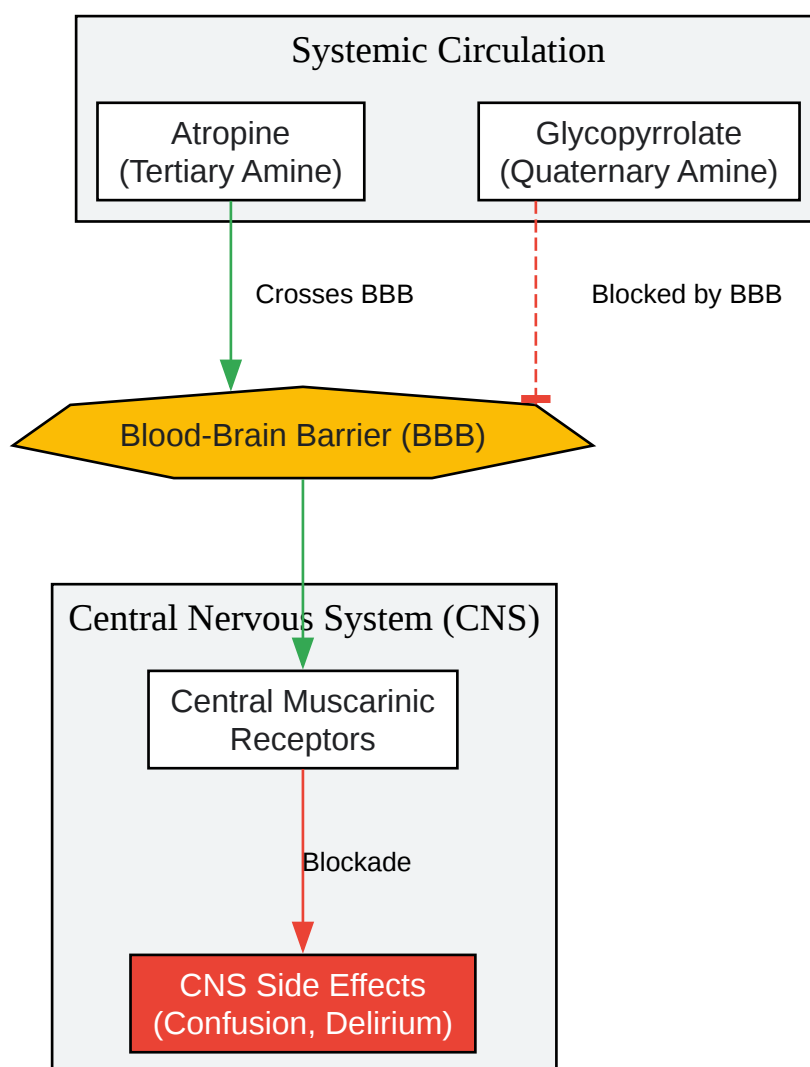 Systemic Circulation
Atropine
(Tertiary Amine)
Glycopyrrolate
(Quaternary Amine)
Crosses BBB
Blocked by BBB
Blood-Brain Barrier (BBB)
Central Nervous System (CNS)
Central Muscarinic
Receptors
Blockade
CNS Side Effects
(Confusion, Delirium)